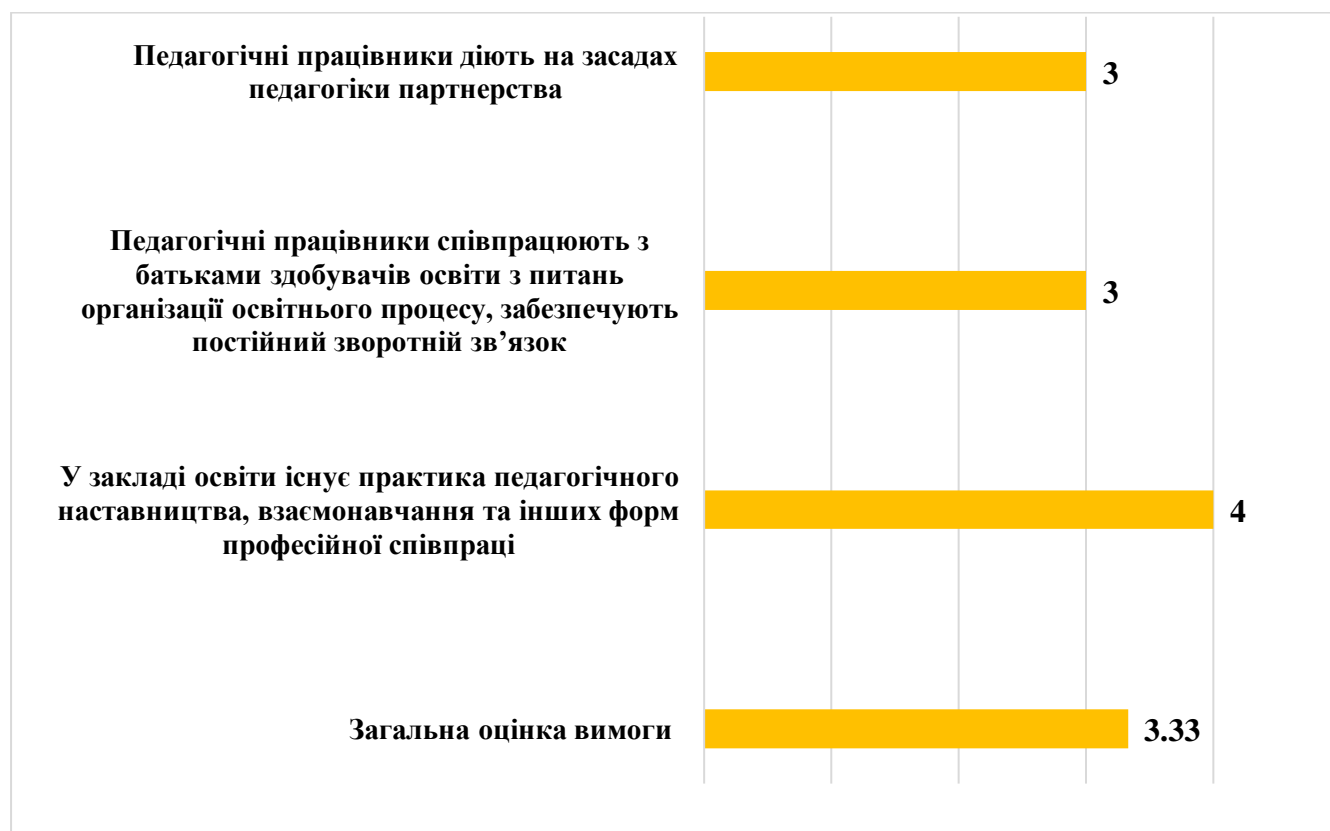 Педагогічні працівники діють на засадах
педагогіки партнерства
3
Педагогічні працівники співпрацюють з
батьками здобувачів освіти з питань
організації освітнього процесу, забезпечують
постійний зворотній зв’язок
3
У закладі освіти існує практика педагогічного
наставництва, взаємонавчання та інших форм
професійної співпраці
4
Загальна оцінка вимоги
3.33